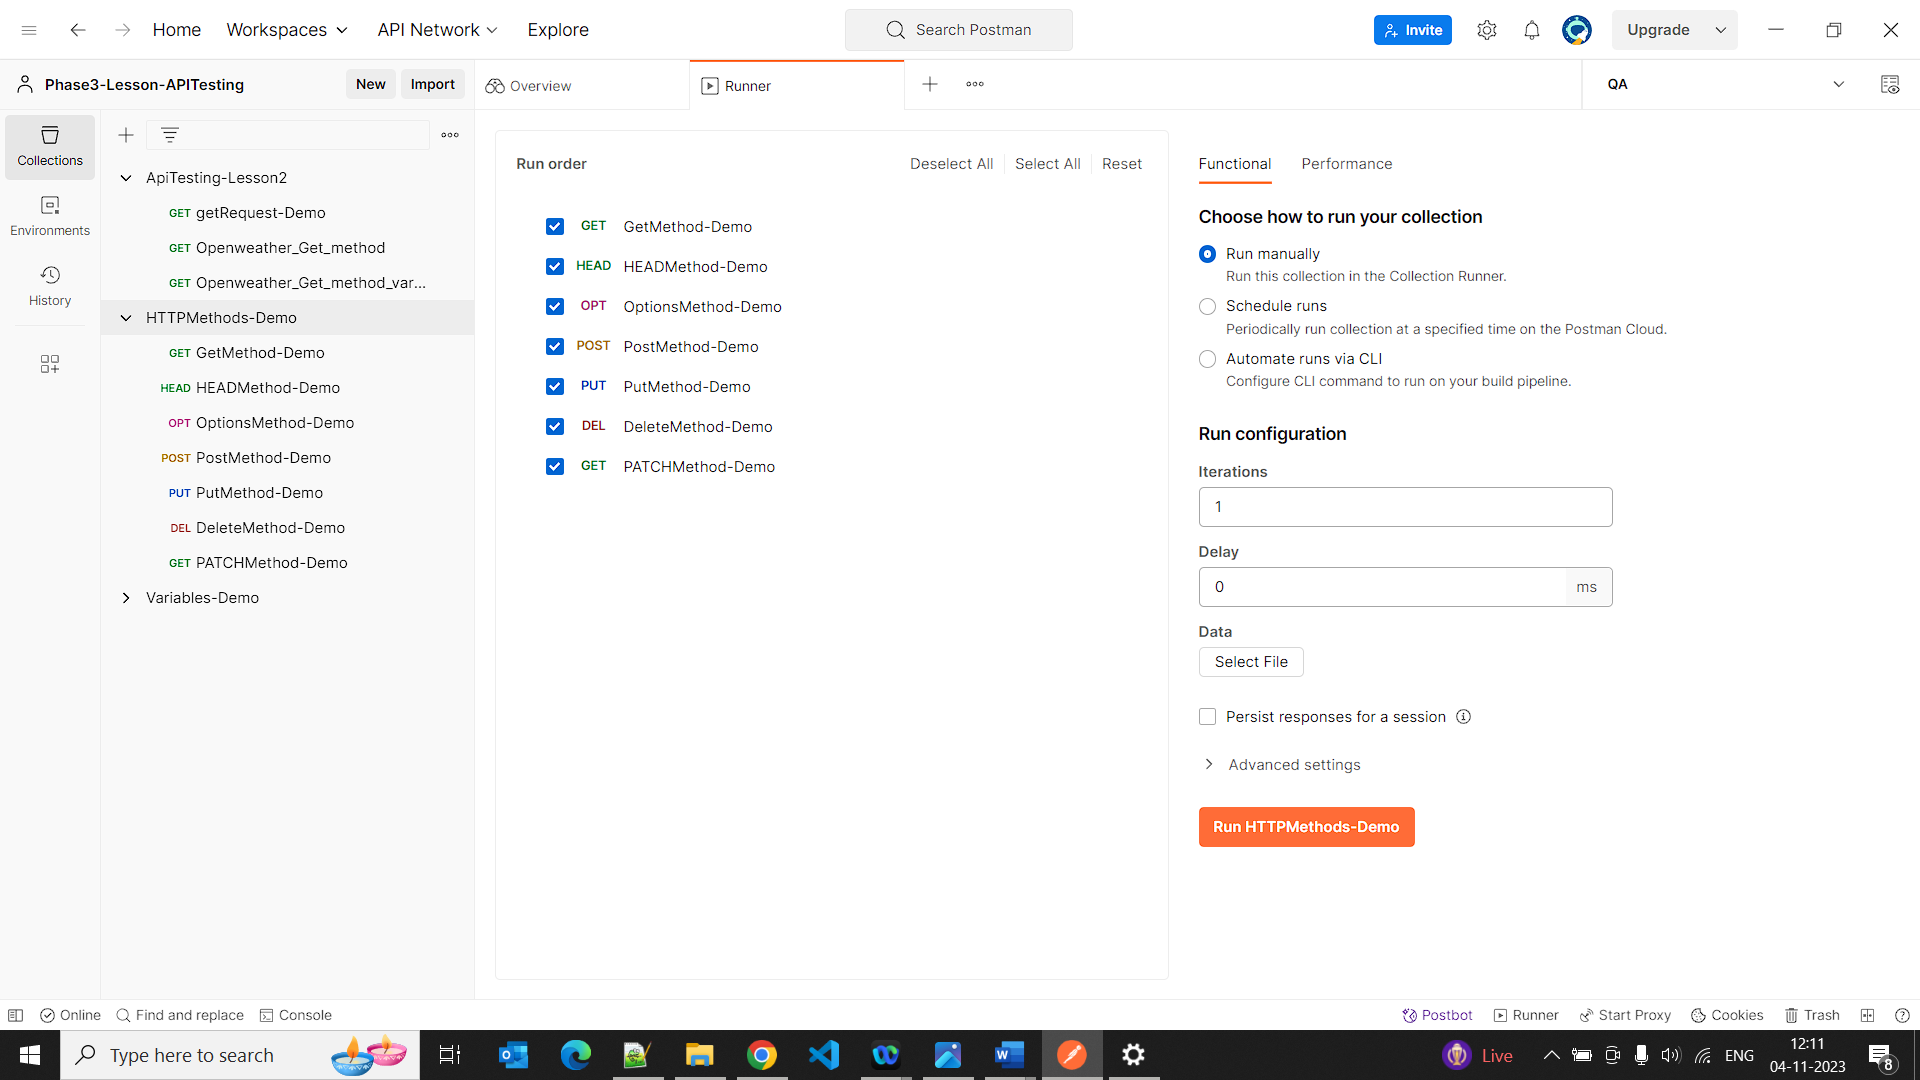 Home
Workspaces
API Network
Explore
Search Postman
Invite
Upgrade
Phase3-Lesson-APITesting
New
Import
Overview
Runner
QA
Collections
Environments
History
ApiTesting-Lesson2
GET getRequest-Demo
GET Openweather_Get_method
GET Openweather_Get_method_var...
HTTPMethods-Demo
GET GetMethod-Demo
HEAD HEADMethod-Demo
OPT OptionsMethod-Demo
POST PostMethod-Demo
PUT PutMethod-Demo
DEL DeleteMethod-Demo
GET PATCHMethod-Demo
Variables-Demo
Run order
Deselect All
Select All
Reset
GET GetMethod-Demo
HEAD HEADMethod-Demo
OPT OptionsMethod-Demo
POST PostMethod-Demo
PUT PutMethod-Demo
DEL DeleteMethod-Demo
GET PATCHMethod-Demo
Functional
Performance
Choose how to run your collection
Run manually
Run this collection in the Collection Runner.
Schedule runs
Periodically run collection at a specified time on the Postman Cloud.
Automate runs via CLI
Configure CLI command to run on your build pipeline.
Run configuration
Iterations
1
Delay
0
ms
Data
Select File
Persist responses for a session
Advanced settings
Run HTTPMethods-Demo
Online
Find and replace
Console
Postbot
Runner
Start Proxy
Cookies
Trash
Type here to search
Live
ENG
12:11
04-11-2023
8